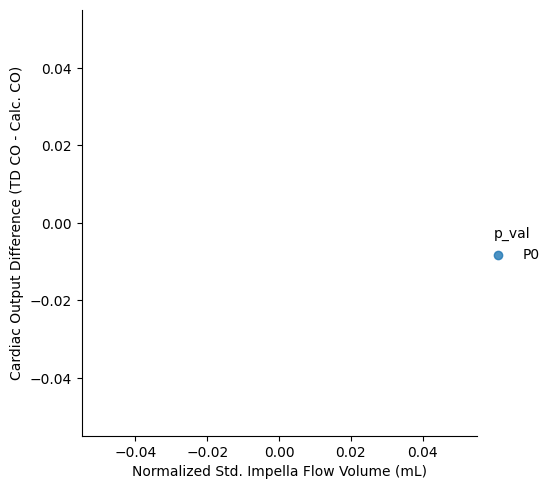 Cardiac Output Difference (TD CO - Calc. CO)
0.04
0.02
0.00
−0.02
−0.04
−0.04
−0.02
0.00
0.02
0.04
Normalized Std. Impella Flow Volume (mL)
p_val
P0